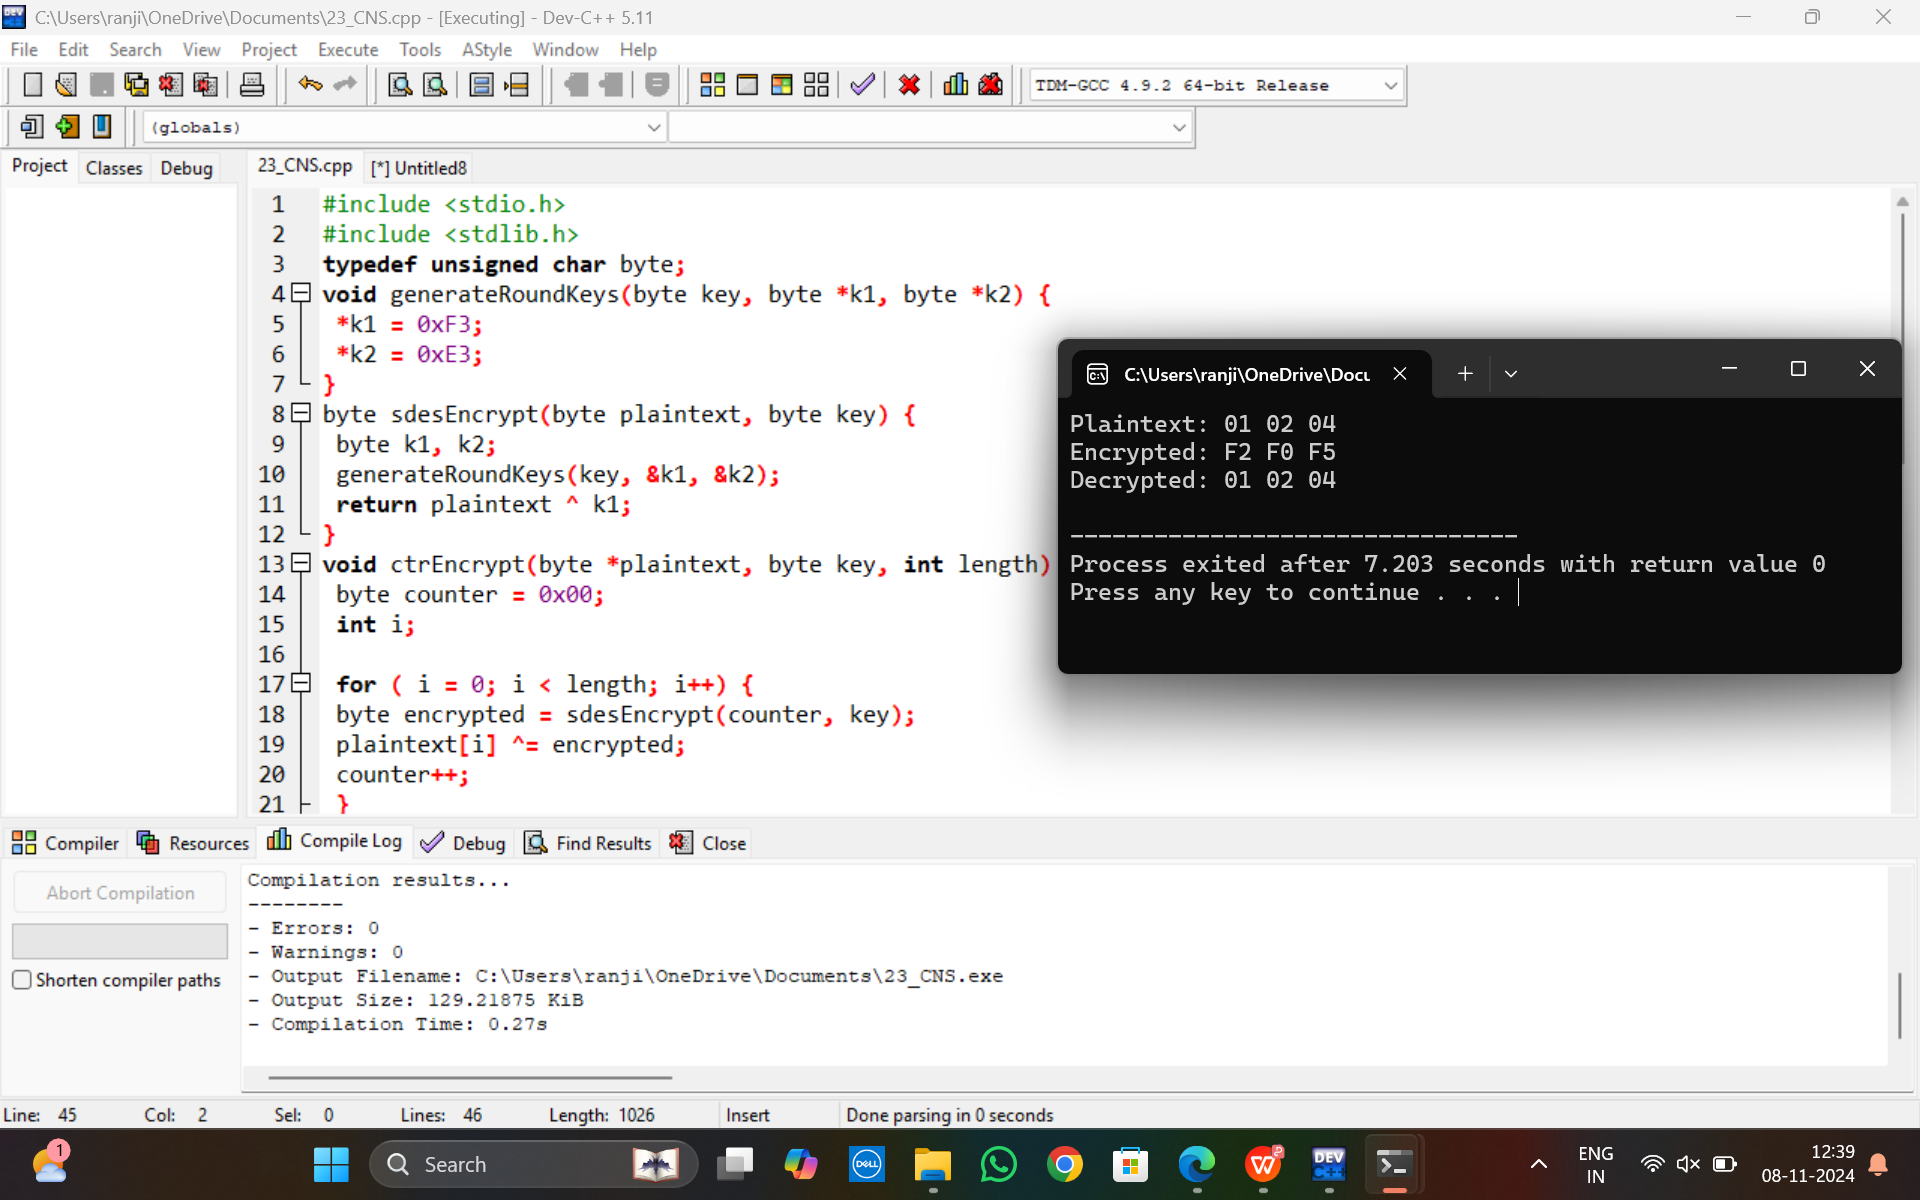 C:\Users\ranji\OneDrive\Documents\23_CNS.cpp - [Executing] - Dev-C++ 5.11
File Edit Search View Project Execute Tools AStyle Window Help
TDM-GCC 4.9.2 64-bit Release
(globals)
Project Classes Debug
23_CNS.cpp [*] Untitled8
1 #include <stdio.h>
2 #include <stdlib.h>
3 typedef unsigned char byte;
4 void generateRoundKeys(byte key, byte *k1, byte *k2) {
5 *k1 = 0xF3;
6 *k2 = 0xE3;
7 }
8 byte sdesEncrypt(byte plaintext, byte key) {
9 byte k1, k2;
10 generateRoundKeys(key, &k1, &k2);
11 return plaintext ^ k1;
12 }
13 void ctrEncrypt(byte *plaintext, byte key, int length)
14 byte counter = 0x00;
15 int i;
16
17 for ( i = 0; i < length; i++) {
18 byte encrypted = sdesEncrypt(counter, key);
19 plaintext[i] ^= encrypted;
20 counter++;
21 }
C:\Users\ranji\OneDrive\Docu
Plaintext: 01 02 04
Encrypted: F2 F0 F5
Decrypted: 01 02 04
--------------------------------
Process exited after 7.203 seconds with return value 0
Press any key to continue . . .
Compiler Resources Compile Log Debug Find Results Close
Abort Compilation
Shorten compiler paths
Compilation results...
--------
- Errors: 0
- Warnings: 0
- Output Filename: C:\Users\ranji\OneDrive\Documents\23_CNS.exe
- Output Size: 129.21875 KiB
- Compilation Time: 0.27s
Line: 45 Col: 2 Sel: 0 Lines: 46 Length: 1026 Insert Done parsing in 0 seconds
1
Search
DELL
DEV C++
ENG
IN
12:39
08-11-2024